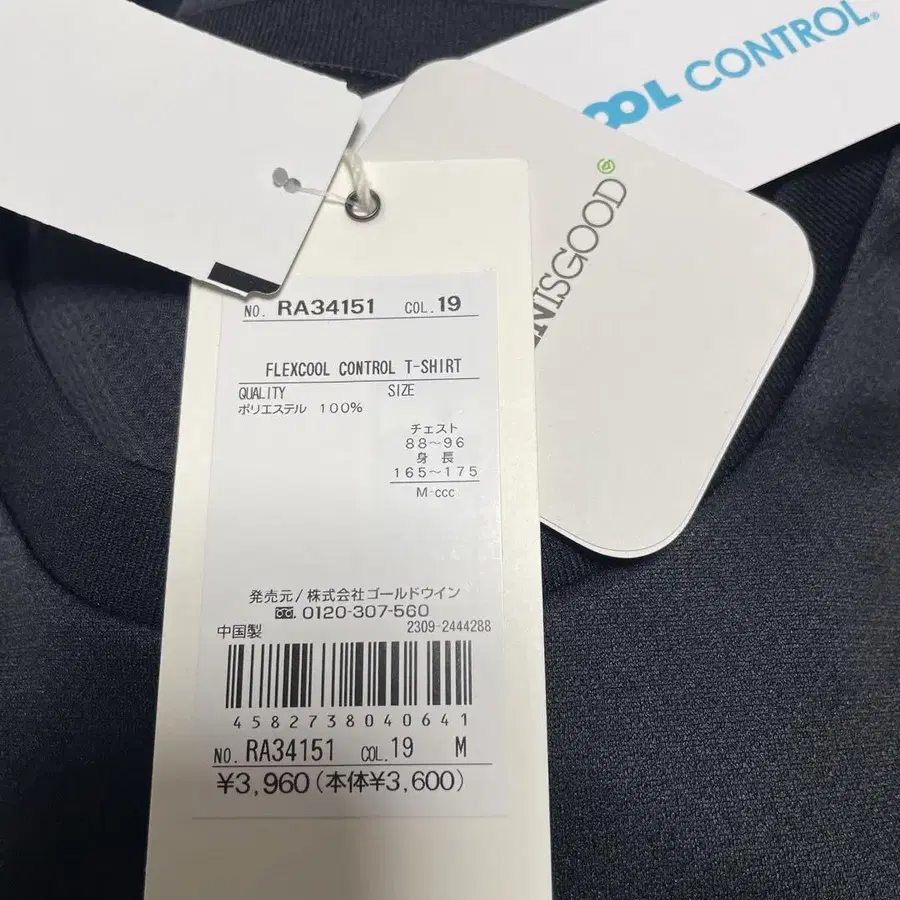 CONTROL®
NISGOOD
NO. RA34151 COL. 19
FLEXCOOL CONTROL T-SHIRT
QUALITY SIZE
ポリエステル 100%
チェスト
88～96
身長
165～175
M-ccc
発売元/株式会社ゴールドウイン
0120-307-560
中国製 2309-2444288
4582738040641
NO. RA34151 COL. 19 M
¥3,960(本体¥3,600)